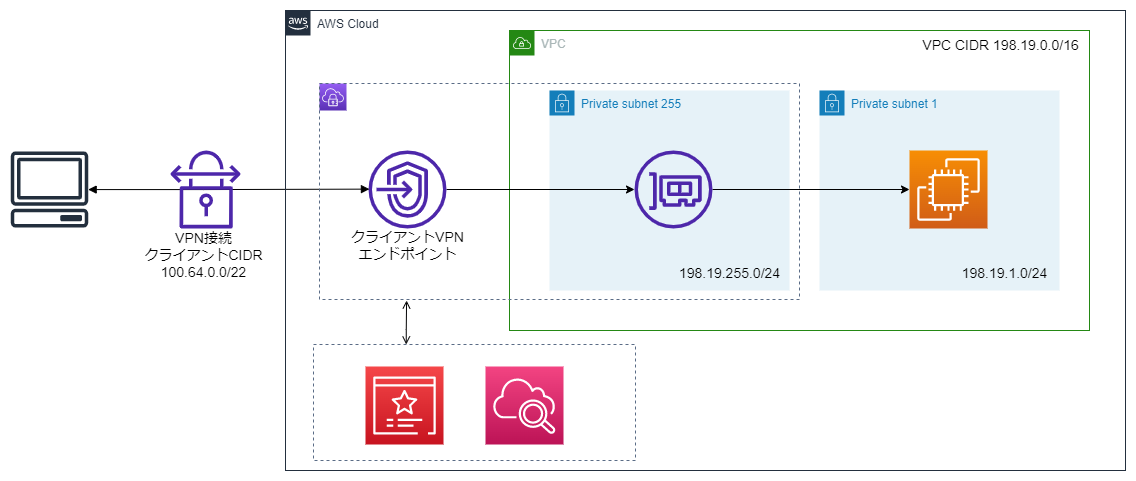 aws
AWS Cloud
VPC
VPC CIDR 198.19.0.0/16
Private subnet 255
Private subnet 1
VPN接続
クライアントCIDR
100.64.0.0/22
クライアントVPN
エンドポイント
198.19.255.0/24
198.19.1.0/24